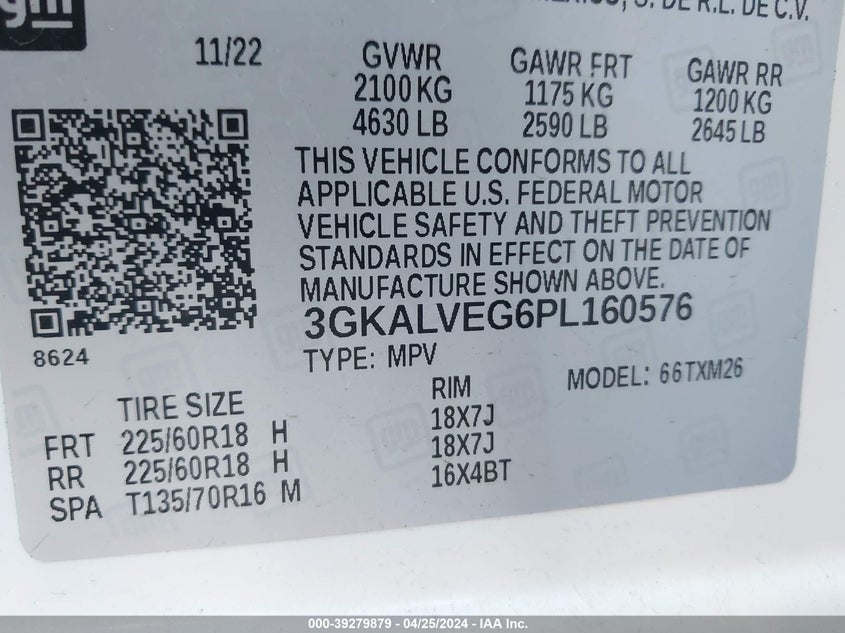 gm
S. DE R.L. DE C.V.
11/22
GVWR GAWR FRT GAWR RR
2100 KG 1175 KG 1200 KG
4630 LB 2590 LB 2645 LB
THIS VEHICLE CONFORMS TO ALL
APPLICABLE U.S. FEDERAL MOTOR
VEHICLE SAFETY AND THEFT PREVENTION
STANDARDS IN EFFECT ON THE DATE OF
MANUFACTURE SHOWN ABOVE.
3GKALVEG6PL160576
8624
TYPE: MPV MODEL: 66TXM26
TIRE SIZE RIM
FRT 225/60R18 H 18X7J
RR 225/60R18 H 18X7J
SPA T135/70R16 M 16X4BT
000-39279879 / 04/25/2024 - IAA Inc.